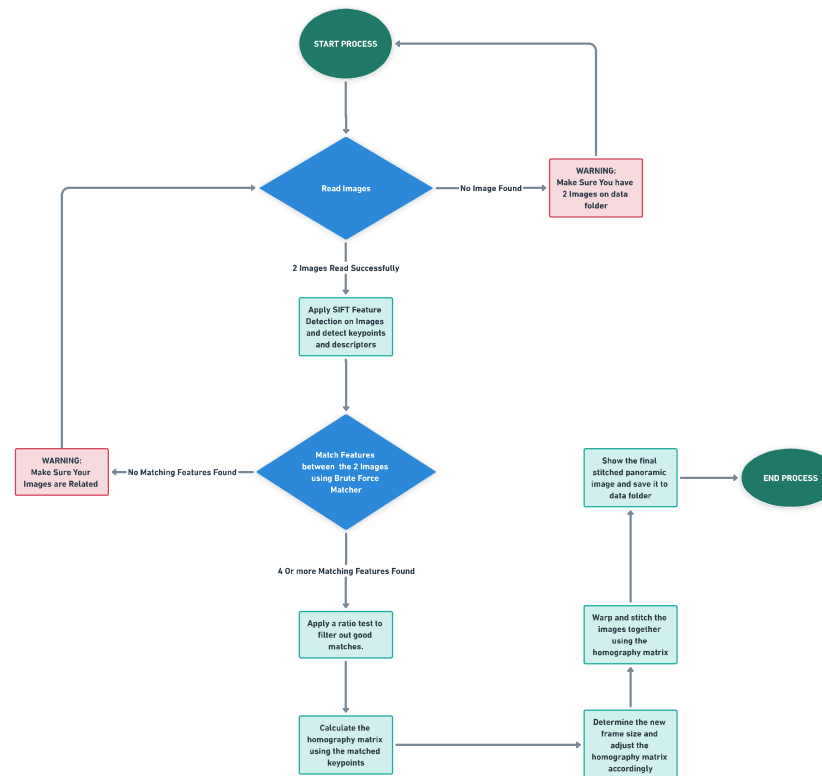 START PROCESS
Read Images
No Image Found
WARNING:
Make Sure You have
2 Images on data
folder
2 Images Read Successfully
Apply SIFT Feature
Detection on Images
and detect keypoints
and descriptors
Match Features
between the 2 Images
using Brute Force
Matcher
No Matching Features Found
WARNING:
Make Sure Your
Images are Related
4 Or more Matching Features Found
Apply a ratio test to
filter out good
matches.
Calculate the
homography matrix
using the matched
keypoints
Determine the new
frame size and
adjust the
homography matrix
accordingly
Warp and stitch the
images together
using the
homography matrix
Show the final
stitched panoramic
image and save it to
data folder
END PROCESS